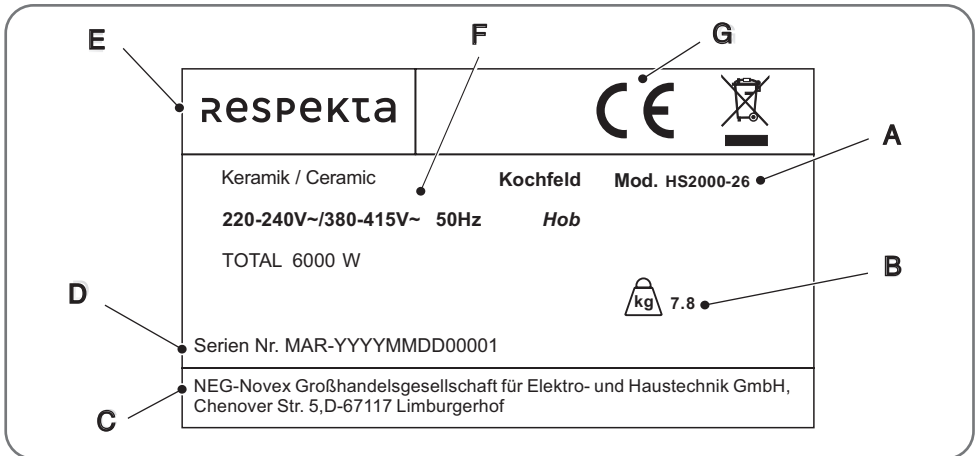 E
F
G
Respekta
CE
A
Keramik / Ceramic Kochfeld Mod. HS2000-26
220-240V~/380-415V~ 50Hz Hob
TOTAL 6000 W
B
D
kg 7.8
Serien Nr. MAR-YYYYMMDD00001
C
NEG-Novex Großhandelsgesellschaft für Elektro- und Haustechnik GmbH,
Chenover Str. 5,D-67117 Limburgerhof